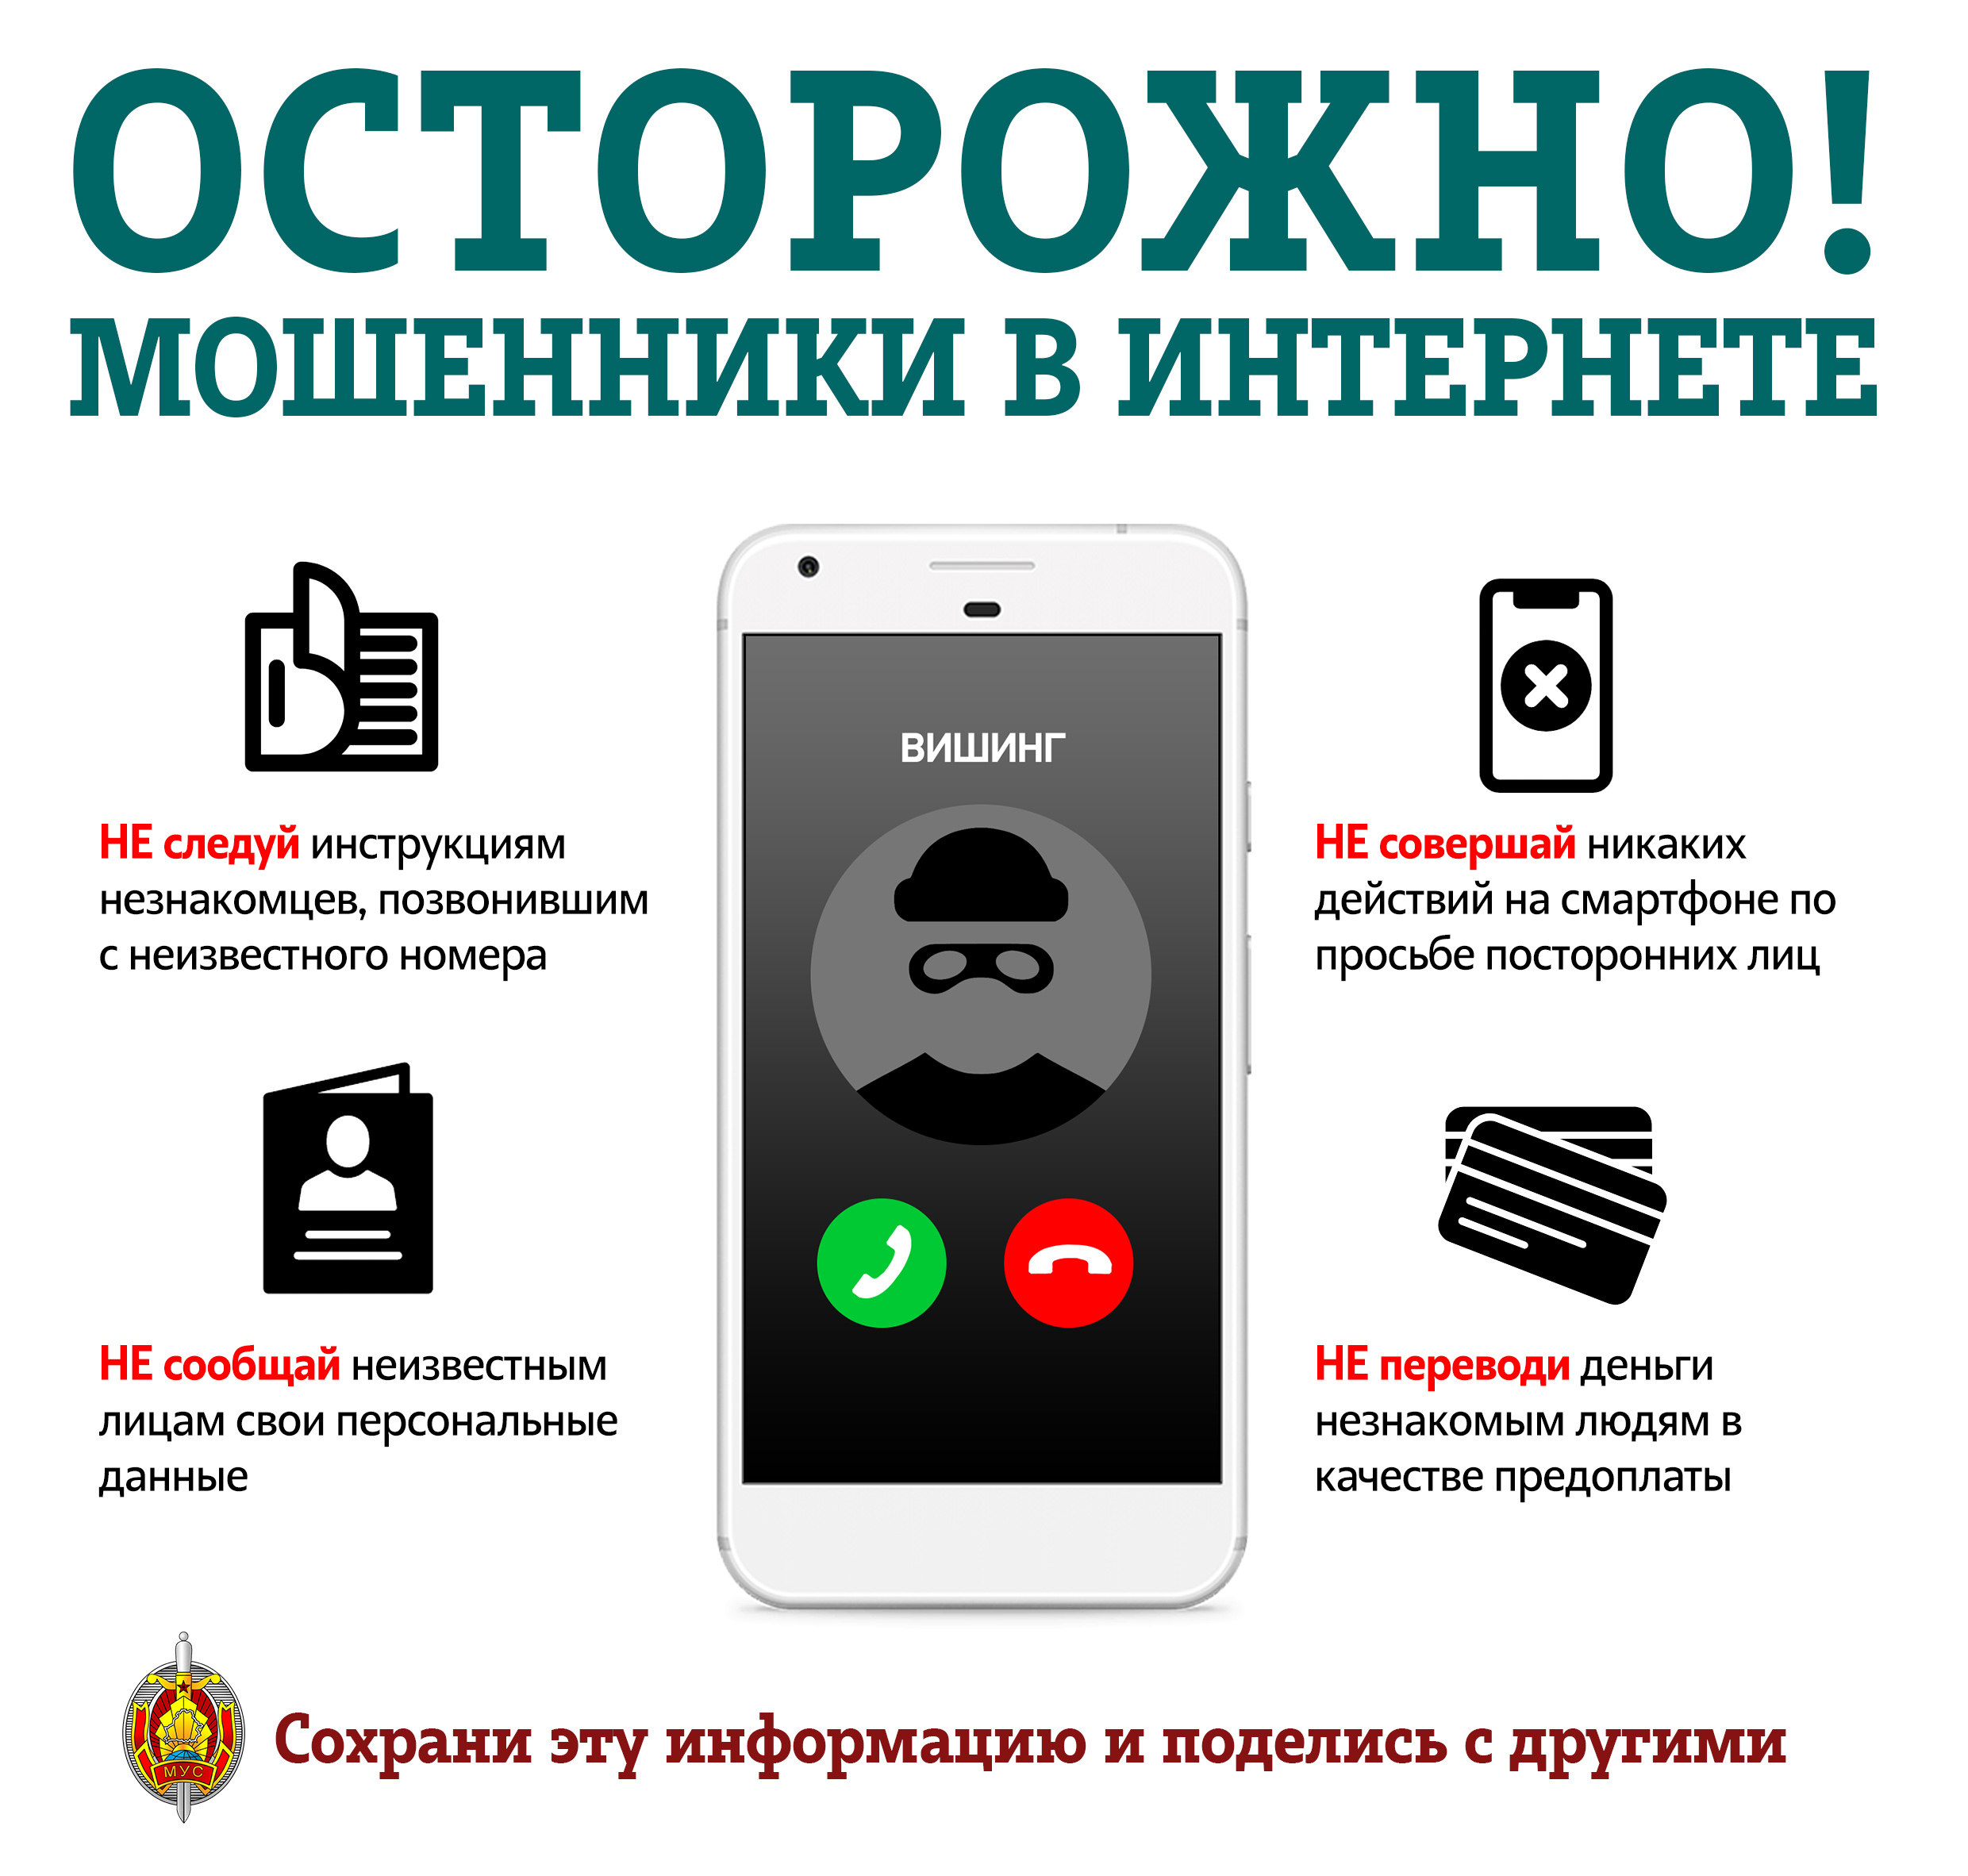 ОСТОРОЖНО!
МОШЕННИКИ В ИНТЕРНЕТЕ
НЕ следуй инструкциям
незнакомцев, позвонившим
с неизвестного номера
НЕ сообщай неизвестным
лицам свои персональные
данные
ВИШИНГ
НЕ совершай никаких
действий на смартфоне по
просьбе посторонних лиц
НЕ переводи деньги
незнакомым людям в
качестве предоплаты
МУС
Сохрани эту информацию и поделись с другими